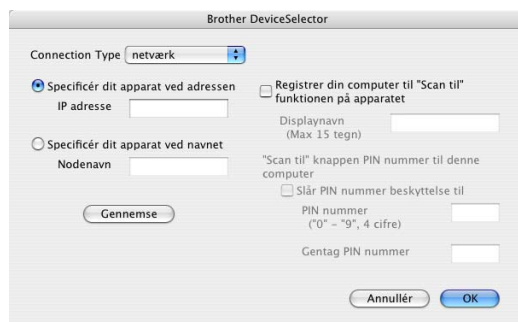 Brother DeviceSelector
Connection Type netværk
Specificér dit apparat ved adressen
IP adresse
Specificér dit apparat ved navnet
Nodenavn
Gennemse
Registrer din computer til "Scan til"
funktionen på apparatet
Displaynavn
(Max 15 tegn)
"Scan til" knappen PIN nummer til denne
computer
Slår PIN nummer beskyttelse til
PIN nummer
("0" – "9", 4 cifre)
Gentag PIN nummer
Annullér OK